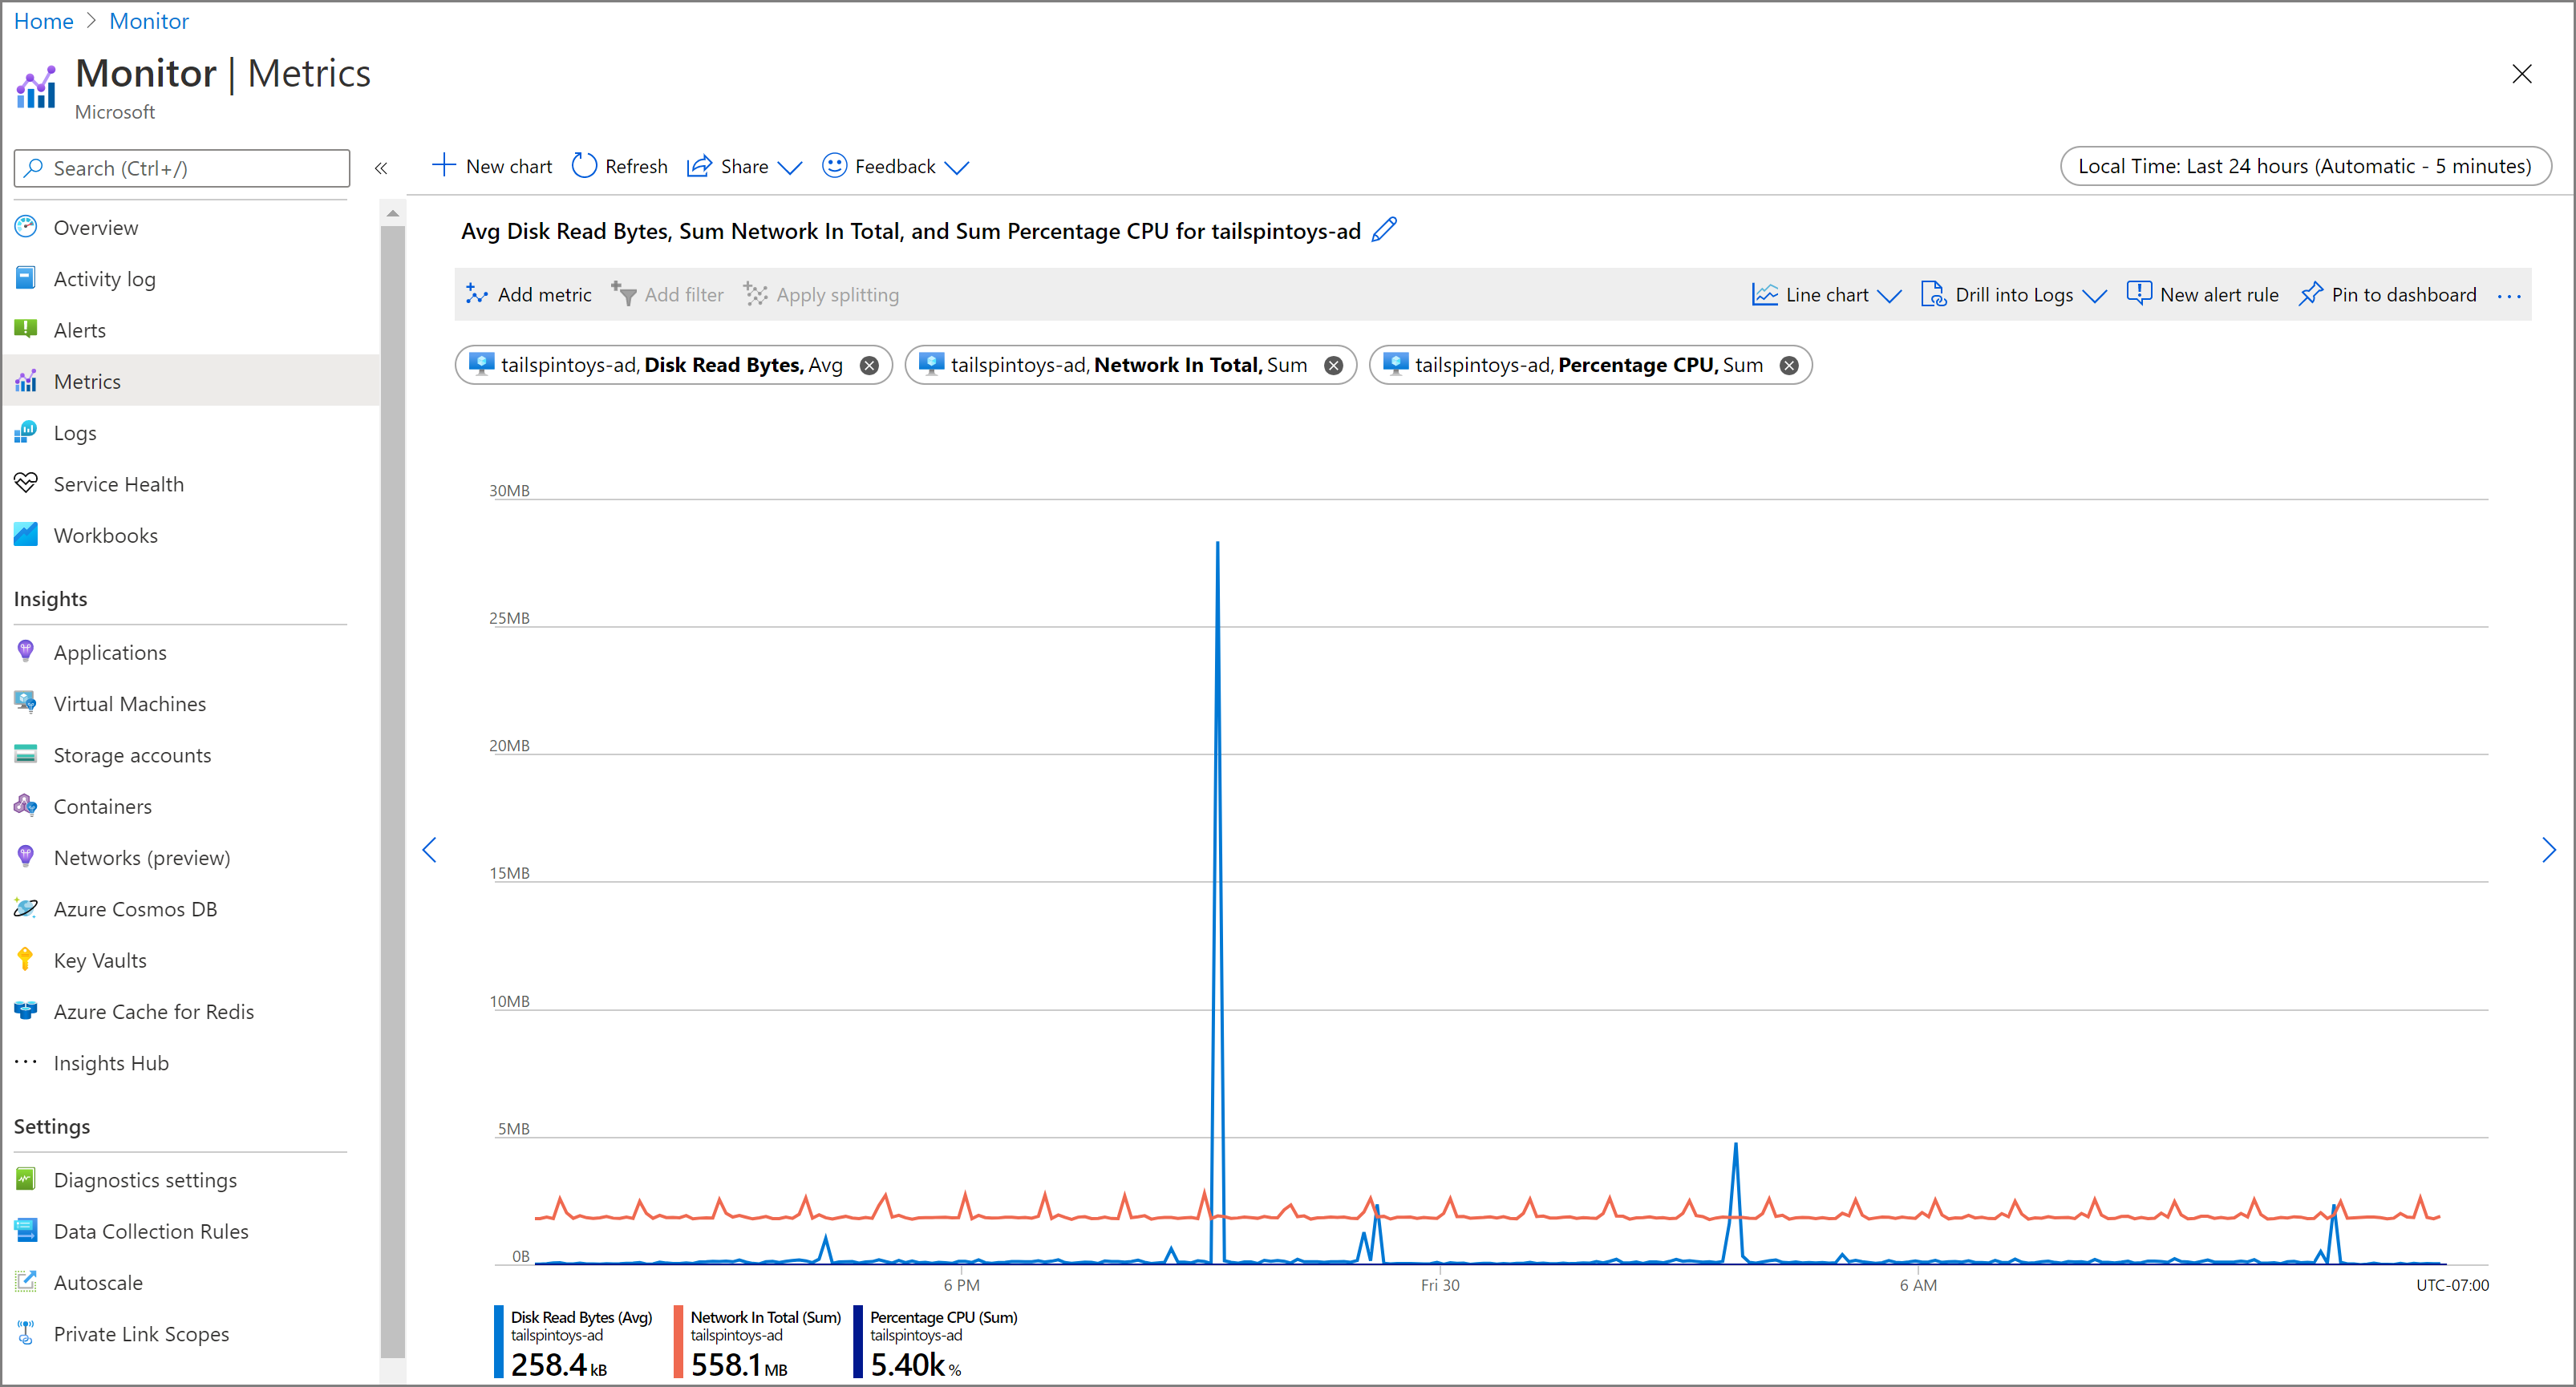 Home > Monitor
Monitor | Metrics
Microsoft
Search (Ctrl+/)
«
New chart
Refresh
Share
Feedback
Local Time: Last 24 hours (Automatic - 5 minutes)
Overview
Activity log
Alerts
Metrics
Logs
Service Health
Workbooks
Insights
Applications
Virtual Machines
Storage accounts
Containers
Networks (preview)
Azure Cosmos DB
Key Vaults
Azure Cache for Redis
Insights Hub
Settings
Diagnostics settings
Data Collection Rules
Autoscale
Private Link Scopes
Avg Disk Read Bytes, Sum Network In Total, and Sum Percentage CPU for tailspintoys-ad
Add metric
Add filter
Apply splitting
Line chart
Drill into Logs
New alert rule
Pin to dashboard
tailspintoys-ad, Disk Read Bytes, Avg
tailspintoys-ad, Network In Total, Sum
tailspintoys-ad, Percentage CPU, Sum
30MB
25MB
20MB
15MB
10MB
5MB
0B
6 PM
Fri 30
6 AM
UTC-07:00
Disk Read Bytes (Avg)
tailspintoys-ad
258.4 kB
Network In Total (Sum)
tailspintoys-ad
558.1 MB
Percentage CPU (Sum)
tailspintoys-ad
5.40k %